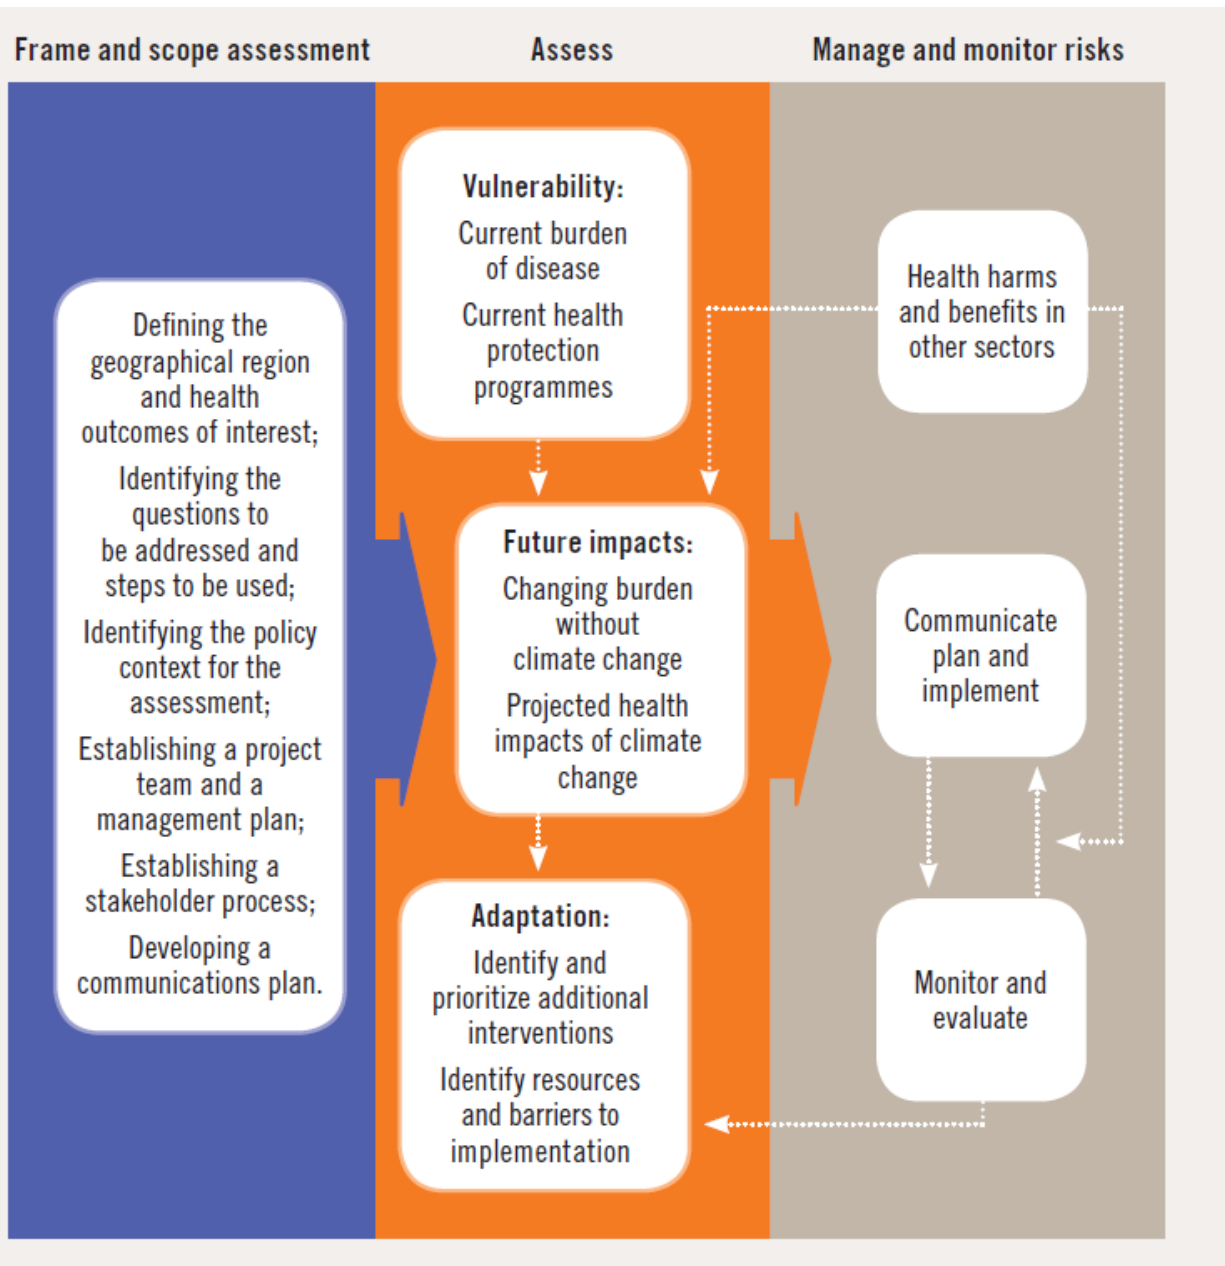 Frame and scope assessment
Assess
Manage and monitor risks
Defining the
geographical region
and health
outcomes of interest;
Identifying the
questions to
be addressed and
steps to be used;
Identifying the policy
context for the
assessment;
Establishing a project
team and a
management plan;
Establishing a
stakeholder process;
Developing a
communications plan.
Vulnerability:
Current burden
of disease
Current health
protection
programmes
Future impacts:
Changing burden
without
climate change
Projected health
impacts of climate
change
Adaptation:
Identify and
prioritize additional
interventions
Identify resources
and barriers to
implementation
Health harms
and benefits in
other sectors
Communicate
plan and
implement
Monitor and
evaluate